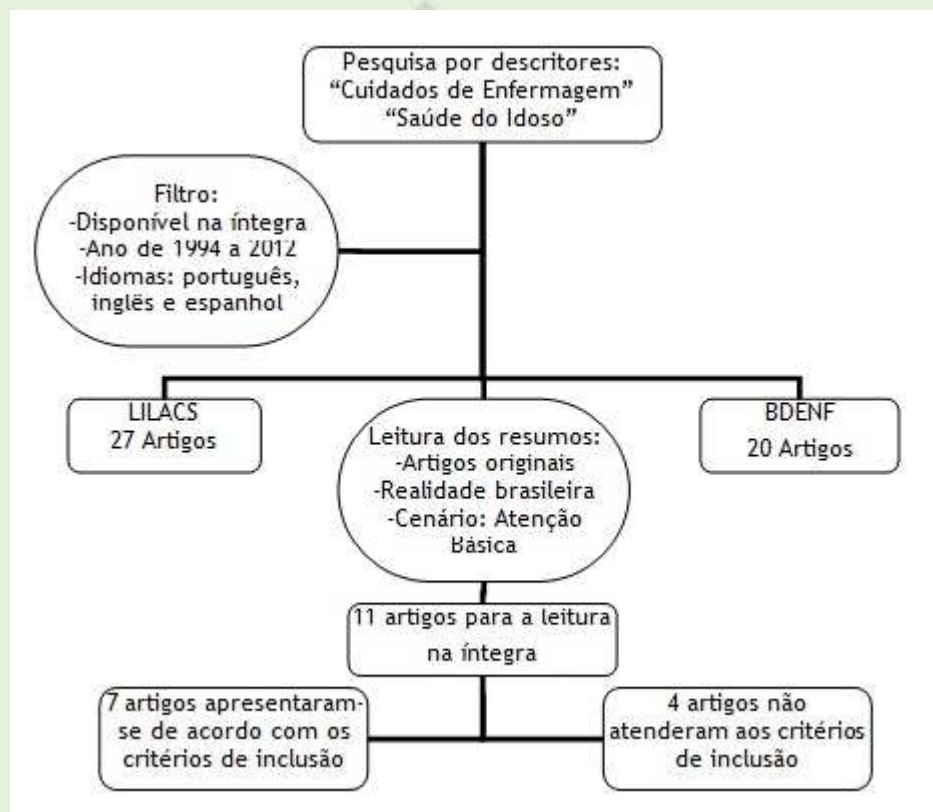 Pesquisa por descritores:
“Cuidados de Enfermagem”
“Saúde do Idoso”
Filtro:
-Disponível na íntegra
-Ano de 1994 a 2012
-Idiomas: português,
inglês e espanhol
LILACS
27 Artigos
Leitura dos resumos:
-Artigos originais
-Realidade brasileira
-Cenário: Atenção
Básica
BDENF
20 Artigos
11 artigos para a leitura
na íntegra
7 artigos apresentaram-
se de acordo com os
critérios de inclusão
4 artigos não
atenderam aos critérios
de inclusão